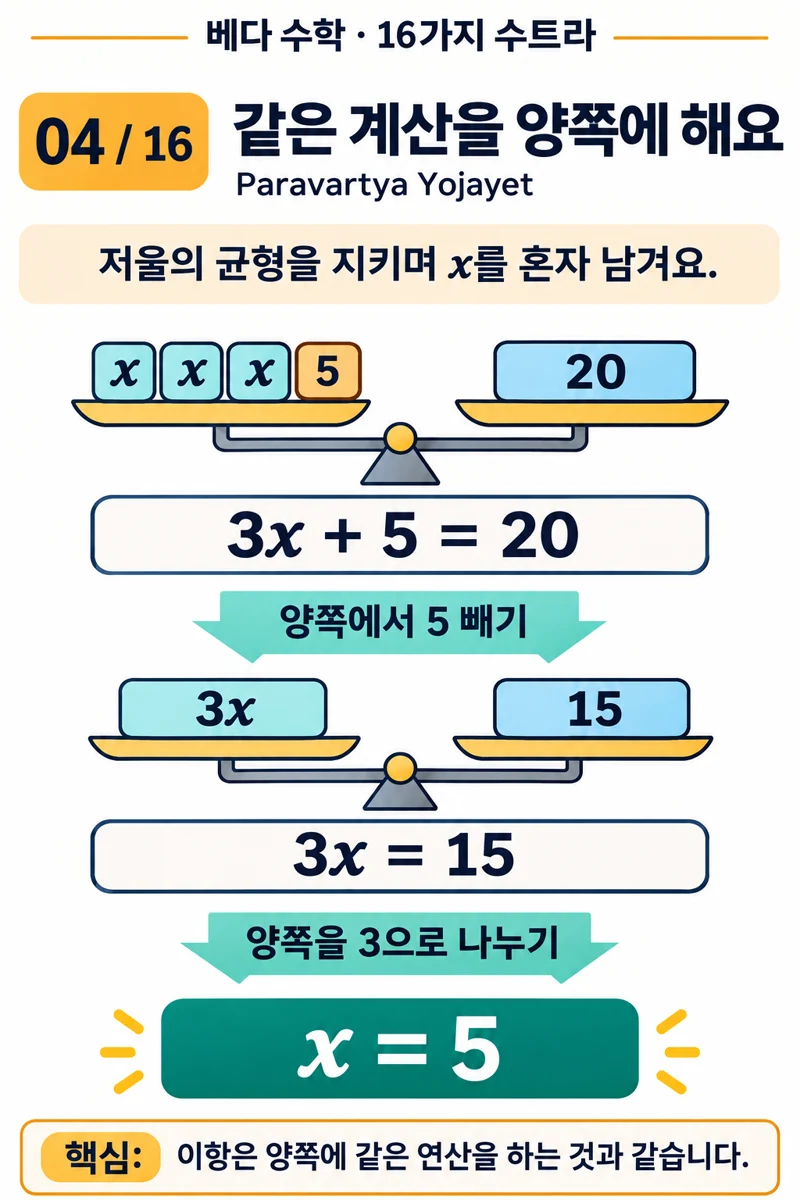 베다 수학 · 16가지 수트라
04 / 16
같은 계산을 양쪽에 해요
Paravartya Yojayet
저울의 균형을 지키며 x를 혼자 남겨요.
x x x 5 20
3x + 5 = 20
양쪽에서 5 빼기
3x 15
3x = 15
양쪽을 3으로 나누기
x = 5
핵심: 이항은 양쪽에 같은 연산을 하는 것과 같습니다.